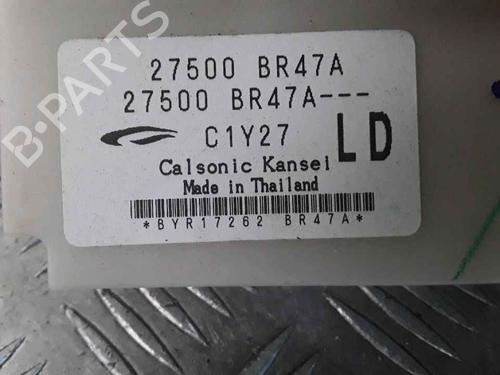 B-PARTS
27500 BR47A
27500 BR47A---
C1Y27
LD
Calsonic Kansei
Made in Thailand
*BYR17262 BR47A*